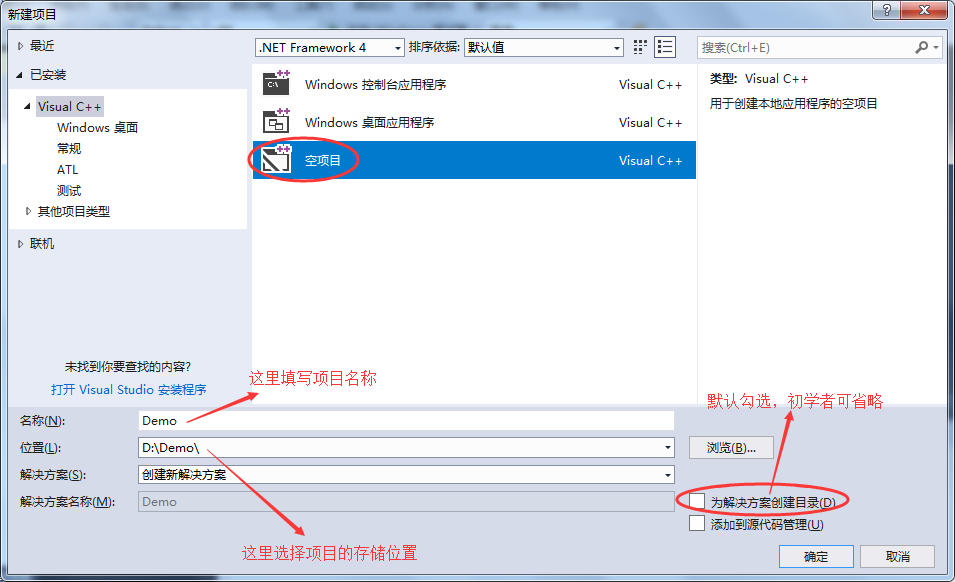 新建项目
最近
已安装
Visual C++
Windows 桌面
常规
ATL
测试
其他项目类型
联机
未找到你要查找的内容?
打开 Visual Studio 安装程序
.NET Framework 4 排序依据: 默认值
Windows 控制台应用程序 Visual C++
Windows 桌面应用程序 Visual C++
空项目 Visual C++
搜索(Ctrl+E)
类型: Visual C++
用于创建本地应用程序的空项目
这里填写项目名称
默认勾选，初学者可省略
名称(N): Demo
位置(L): D:\Demo\ 浏览(B)...
解决方案(S): 创建新解决方案
解决方案名称(M): Demo 为解决方案创建目录(D)
添加到源代码管理(U)
这里选择项目的存储位置
确定 取消